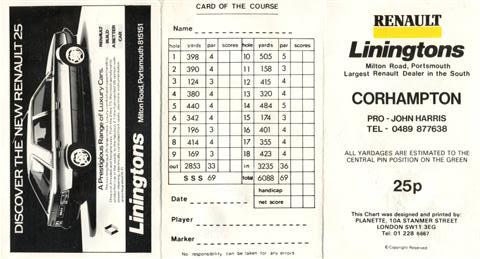 DISCOVER THE NEW RENAULT 25
RENAULT
BUILD
A BETTER
CAR
A Prestigious Range of Luxury Cars.
Liningtons
Milton Road, Portsmouth 815151
CARD OF THE COURSE
Name
hole yards par scores hole yards par scores
1 398 4 10 505 5
2 390 4 11 158 3
3 124 3 12 415 4
4 380 4 13 320 4
5 440 4 14 484 5
6 342 4 15 174 3
7 196 3 16 401 4
8 414 4 17 355 4
9 169 3 18 423 4
out 2853 33 in 3235 36
SSS 69 total 6088 69
handicap
net score
Date
Player
Marker
No responsibility can be taken for any errors
RENAULT
Liningtons
Milton Road, Portsmouth
Largest Renault Dealer in the South
CORHAMPTON
PRO - JOHN HARRIS
TEL - 0489 877638
ALL YARDAGES ARE ESTIMATED TO THE
CENTRAL PIN POSITION ON THE GREEN
25p
This Chart was designed and printed by:
PLANETTE, 10A STANMER STREET
LONDON SW11 3EG
Tel: 01 228 6867
© Copyright Reserved